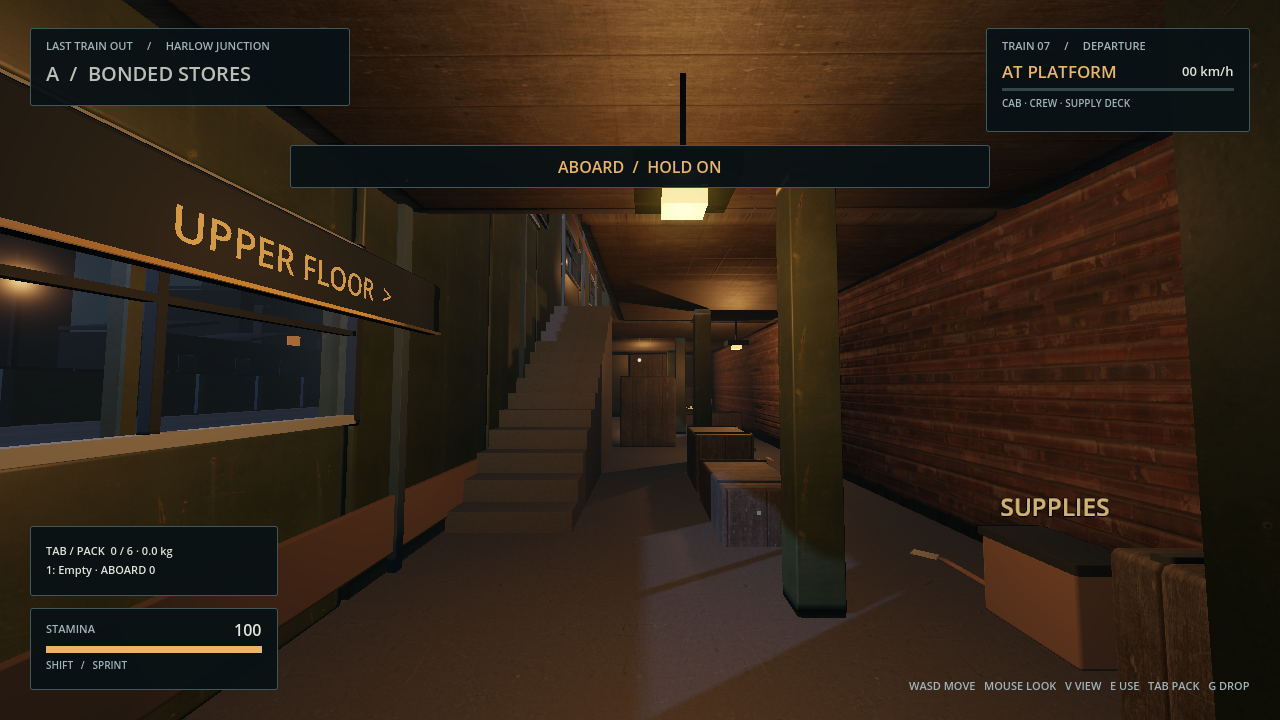 LAST TRAIN OUT / HARLOW JUNCTION
A / BONDED STORES
TRAIN 07 / DEPARTURE
AT PLATFORM 00 km/h
CAB · CREW · SUPPLY DECK
ABOARD / HOLD ON
UPPER FLOOR >
SUPPLIES
TAB / PACK 0 / 6 · 0.0 kg
1: Empty · ABOARD 0
STAMINA 100
SHIFT / SPRINT
WASD MOVE MOUSE LOOK V VIEW E USE TAB PACK G DROP